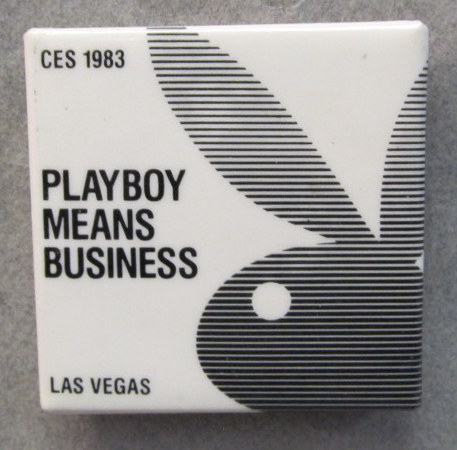 CES 1983
PLAYBOY
MEANS
BUSINESS
LAS VEGAS